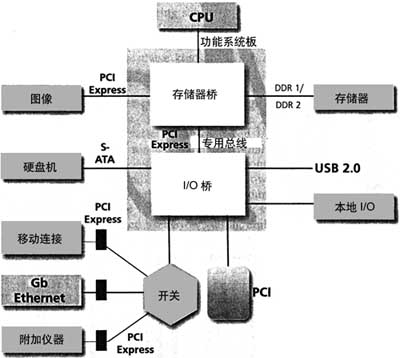 CPU
功能系统板
PCI
Express
图像
存储器桥
DDR 1/
DDR 2
存储器
PCI
Express
专用总线
S-
ATA
硬盘机
I/O 桥
USB 2.0
本地 I/O
PCI
Express
移动连接
Gb
Ethernet
开关
PCI
附加仪器
PCI
Express